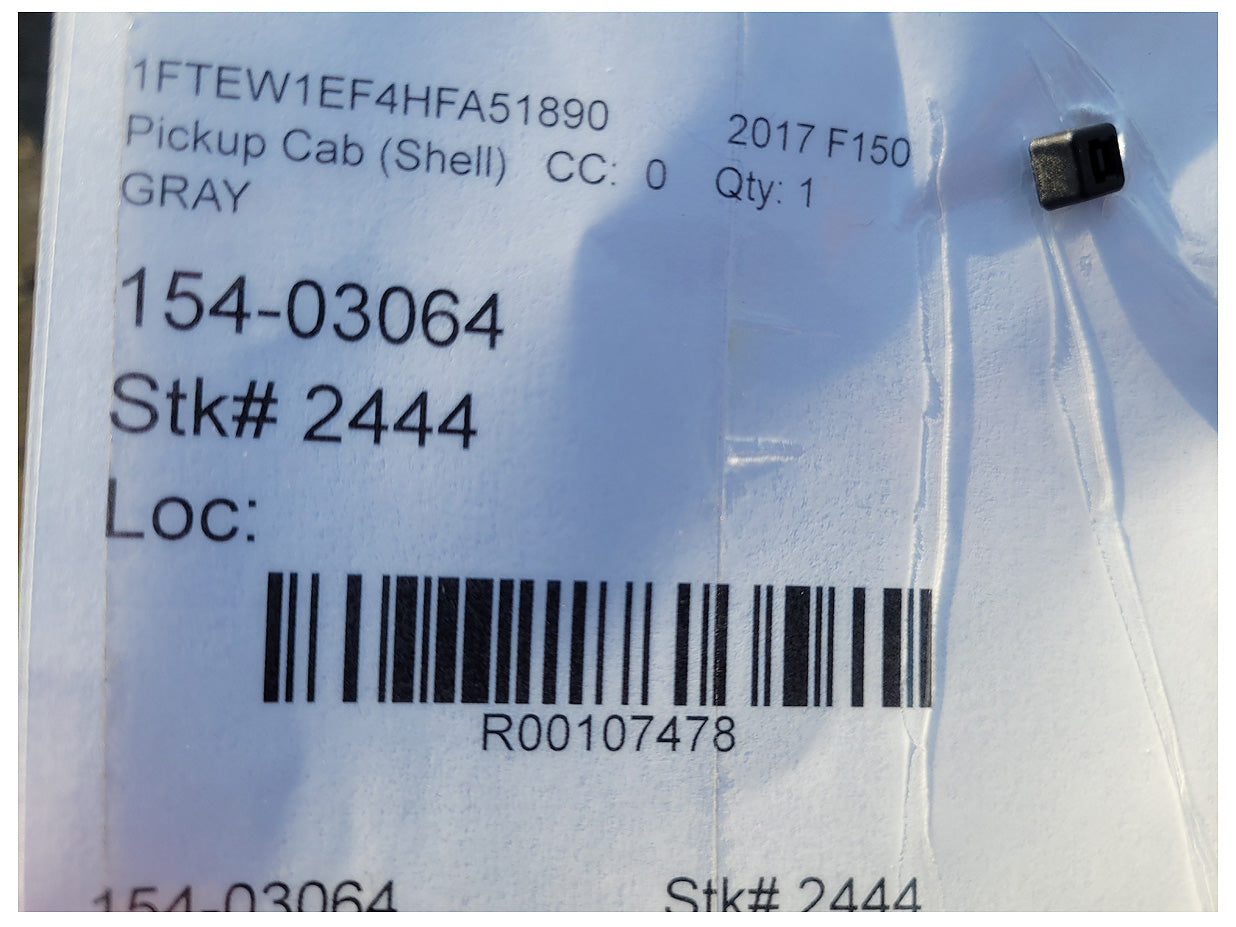 1FTEW1EF4HFA51890
2017 F150
Pickup Cab (Shell) CC: 0 Qty: 1
GRAY
154-03064
Stk# 2444
Loc:
R00107478
154-03064 Stk# 2444